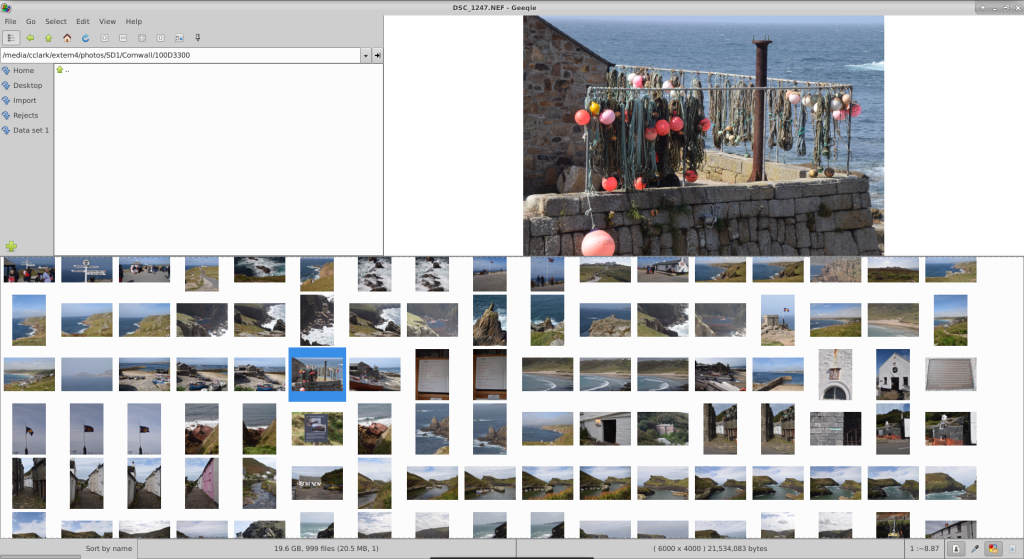 DSC_1247.NEF - Geeqie
File Go Select Edit View Help
/media/cclark/extern4/photos/SD1/Cornwall/100D3300
Home
..
Desktop
Import
Rejects
Data set 1
Sort by name
19.6 GB, 999 files (20.5 MB, 1)
( 6000 x 4000 ) 21,534,083 bytes
1 :~8.87